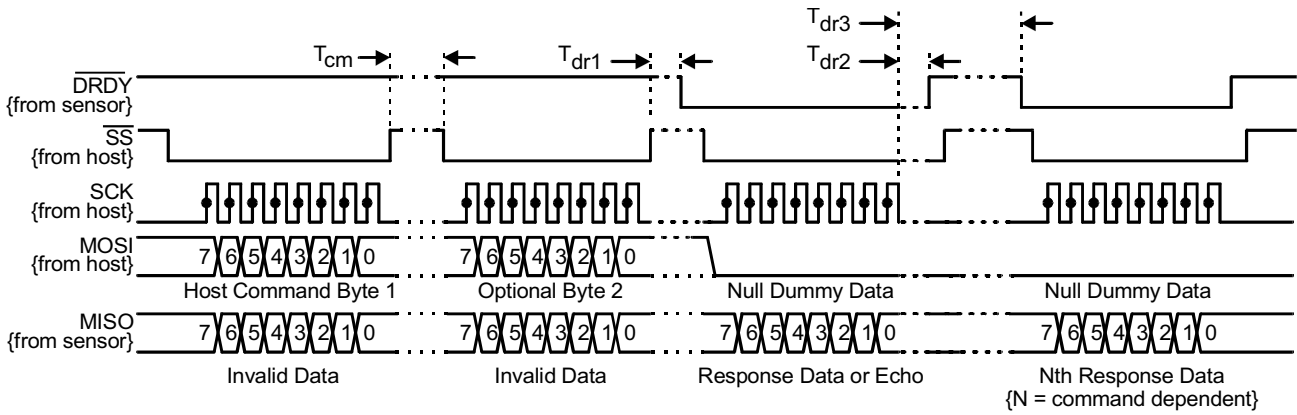 Tdr3
Tcm
Tdr1
Tdr2
DRDY
{from sensor}
SS
{from host}
SCK
{from host}
MOSI
{from host}
7 6 5 4 3 2 1 0
7 6 5 4 3 2 1 0
Host Command Byte 1
Optional Byte 2
Null Dummy Data
Null Dummy Data
MISO
{from sensor}
7 6 5 4 3 2 1 0
7 6 5 4 3 2 1 0
7 6 5 4 3 2 1 0
7 6 5 4 3 2 1 0
Invalid Data
Invalid Data
Response Data or Echo
Nth Response Data
{N = command dependent}